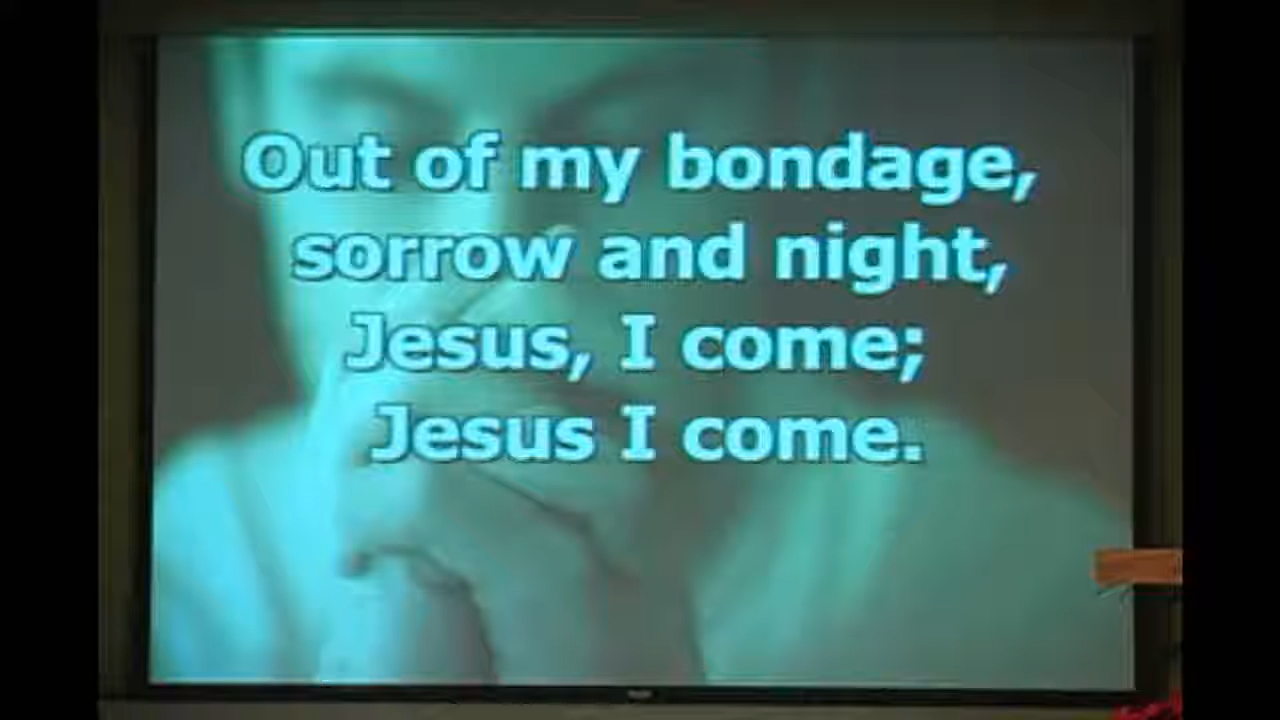 Out of my bondage,
sorrow and night,
Jesus, I come;
Jesus I come.